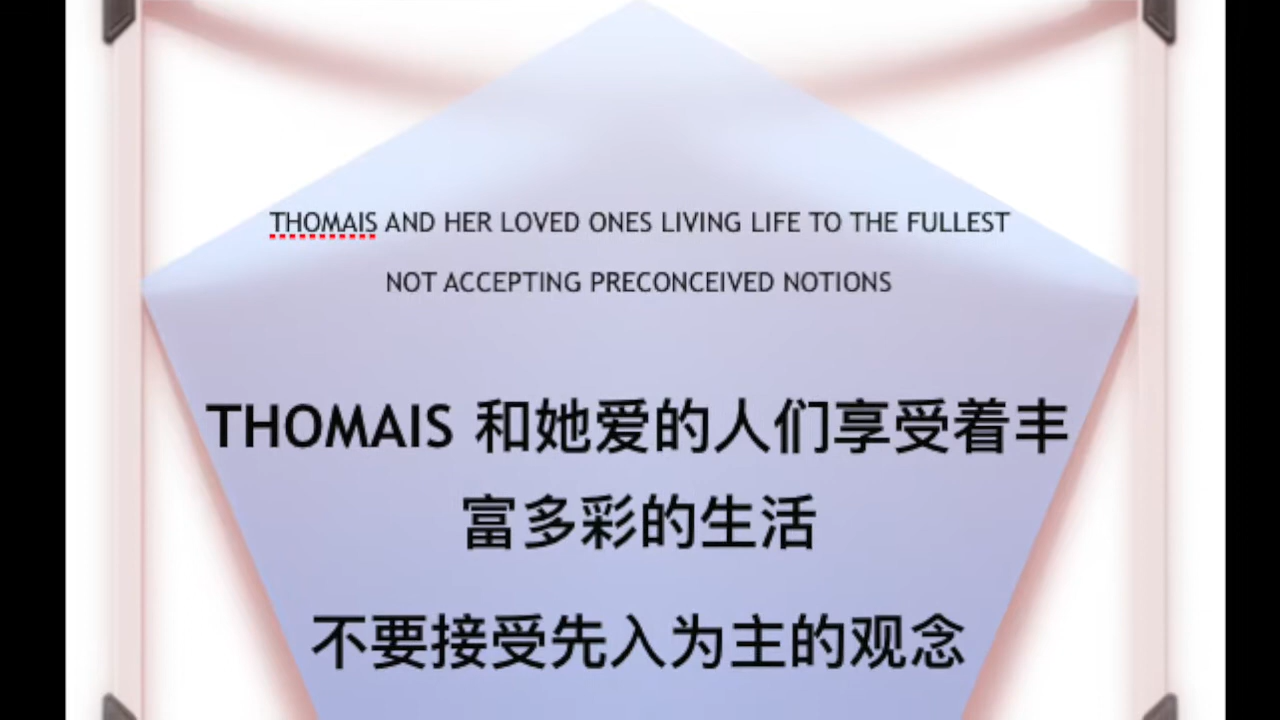 THOMAIS AND HER LOVED ONES LIVING LIFE TO THE FULLEST
NOT ACCEPTING PRECONCEIVED NOTIONS
THOMAIS 和她爱的人们享受着丰
富多彩的生活
不要接受先入为主的观念